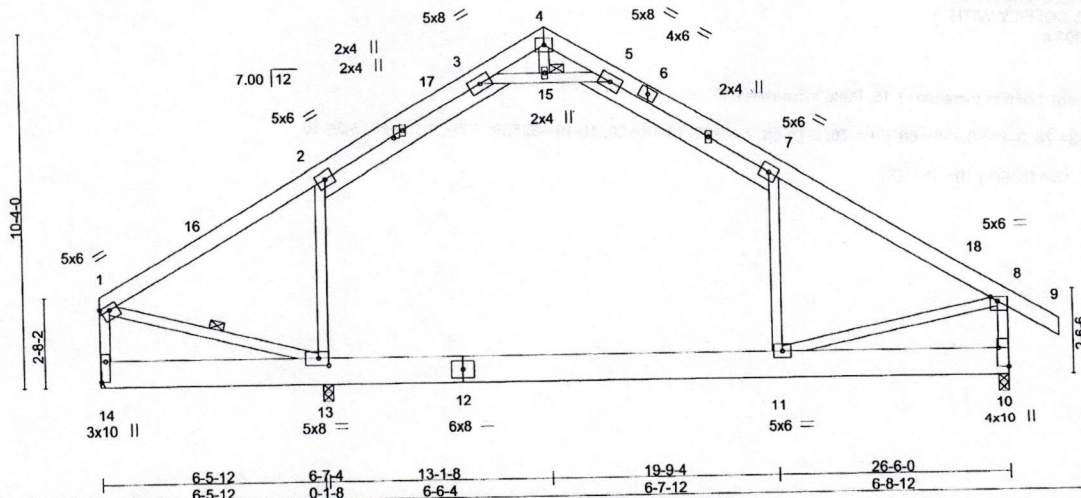 5x8 4 5x8
4x6
2x4 ||
2x4 ||
3 5 6
7.00 12 17 2x4 ||
15
5x6 2x4 || 5x6
2 7
10-4-0
16
18 5x6 =
5x6 8
1 9
2-8-2
14 13 12 11 10
3x10 || 5x8 = 6x8 = 5x6 = 4x10 ||
6-5-12 6-7-4 13-1-8 19-9-4 26-6-0
6-5-12 0-1-8 6-6-4 6-7-12 6-8-12